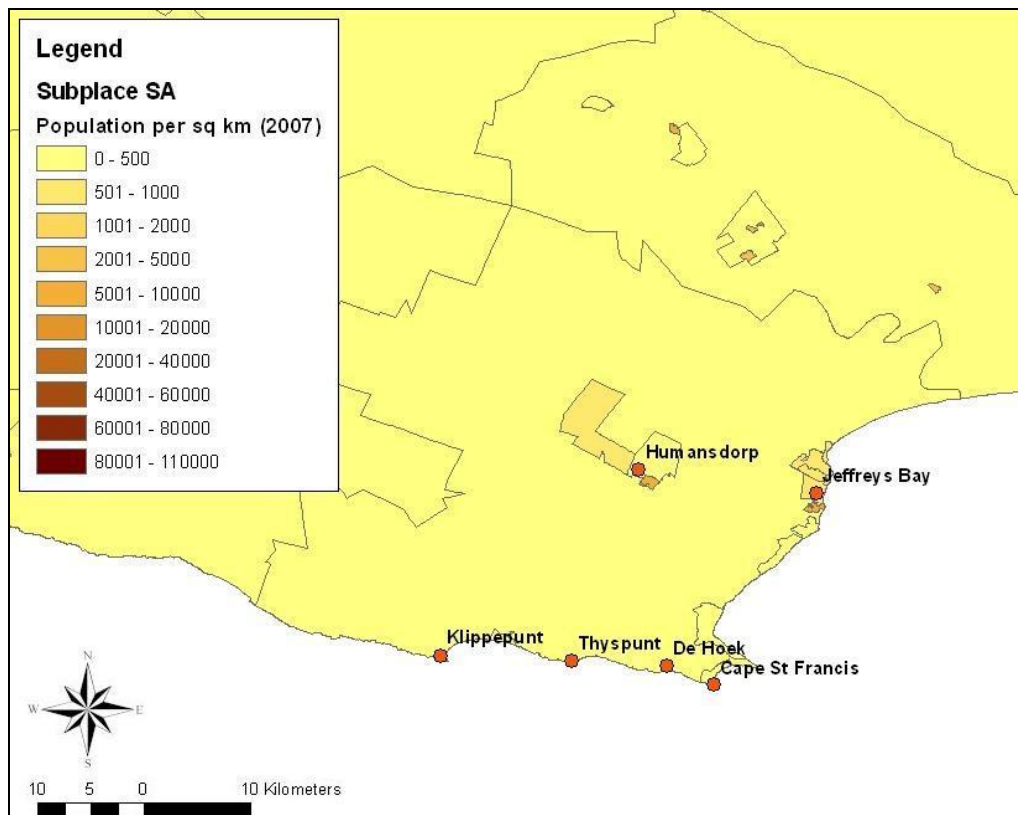 Legend
Subplace SA
Population per sq km (2007)
0 - 500
501 - 1000
1001 - 2000
2001 - 5000
5001 - 10000
10001 - 20000
20001 - 40000
40001 - 60000
60001 - 80000
80001 - 110000
Humansdorp
Jeffreys Bay
Klippepunt
Thyspunt
De Hoek
Cape St Francis
N
W E
S
10 5 0 10 Kilometers